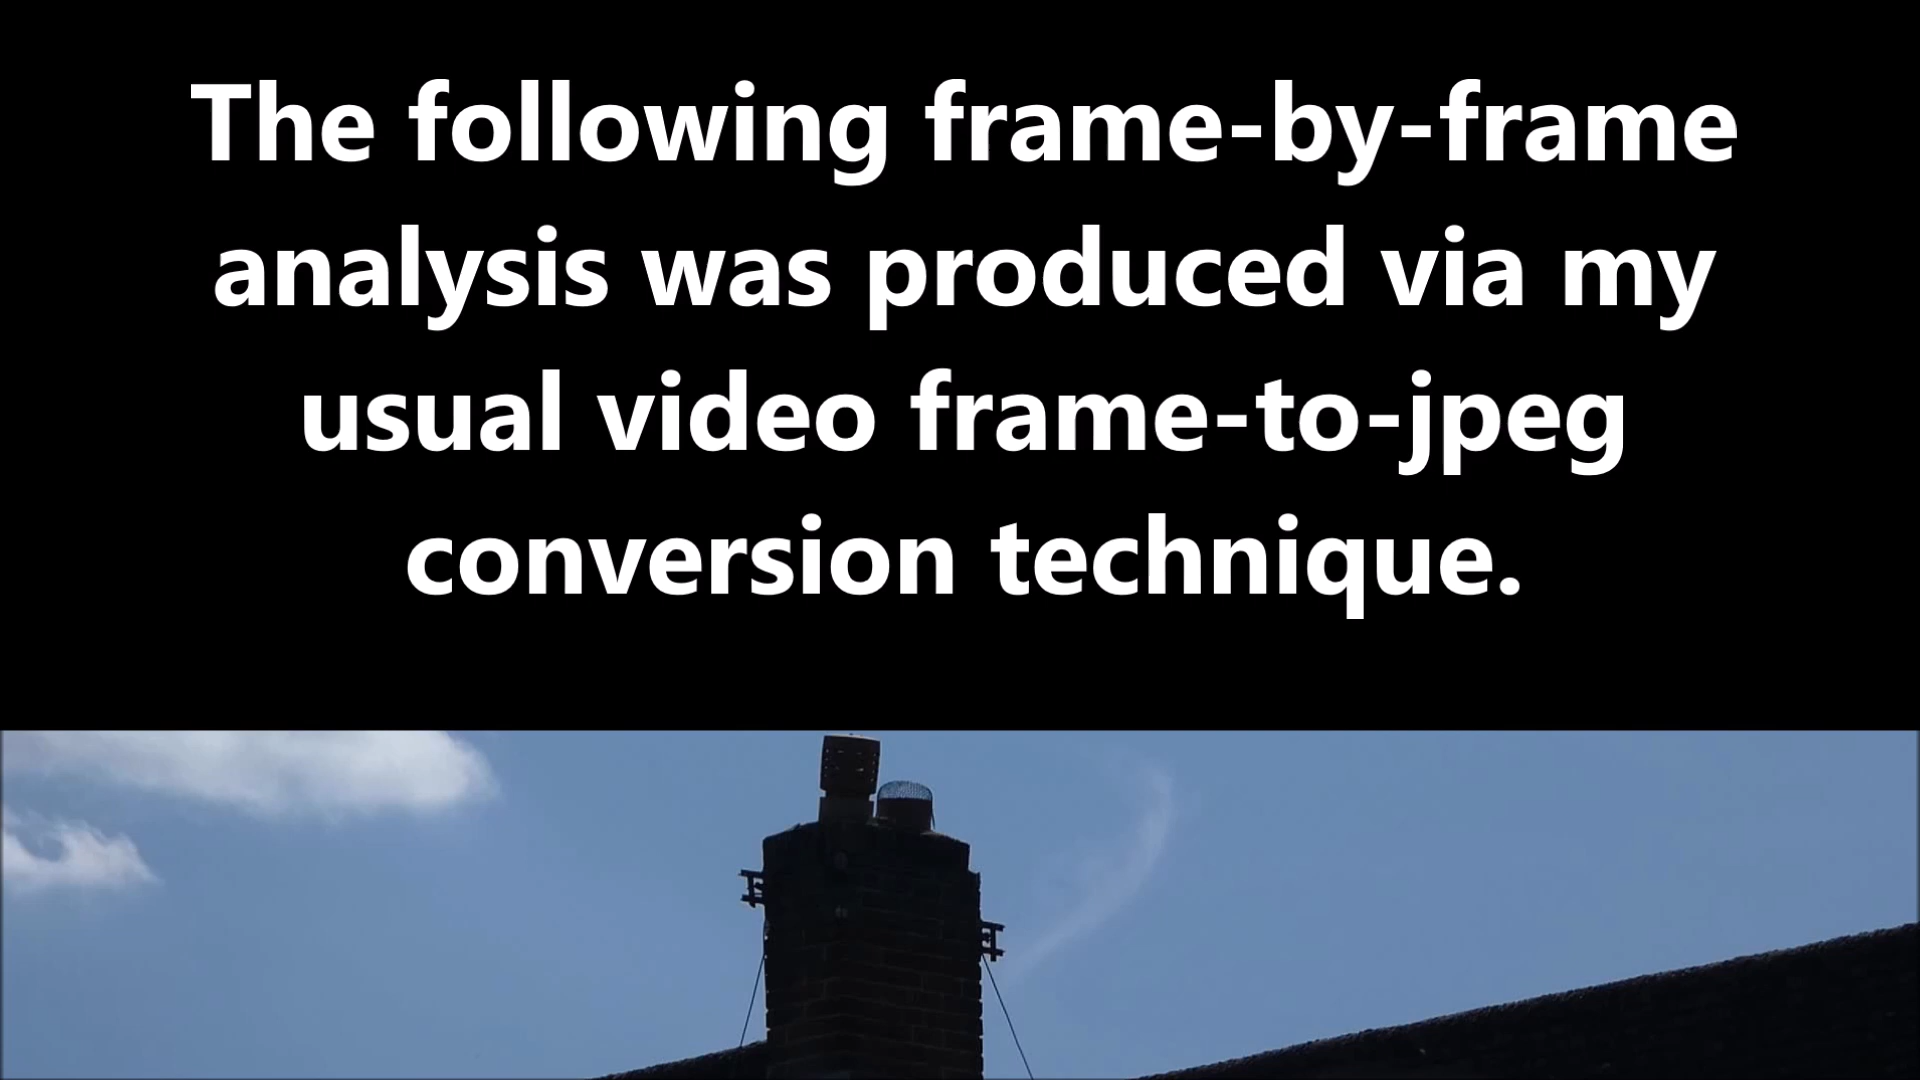 The following frame-by-frame
analysis was produced via my
usual video frame-to-jpeg
conversion technique.